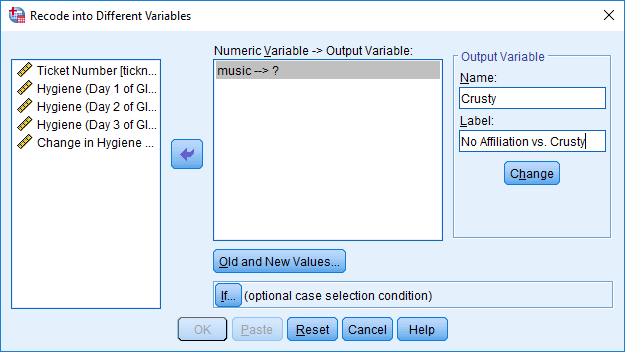 Recode into Different Variables
Numeric Variable -> Output Variable:
Ticket Number [tickn...
Hygiene (Day 1 of Gl...
Hygiene (Day 2 of Gl...
Hygiene (Day 3 of Gl...
Change in Hygiene ...
music --> ?
Output Variable
Name:
Crusty
Label:
No Affiliation vs. Crusty
Change
Old and New Values...
If... (optional case selection condition)
OK Paste Reset Cancel Help